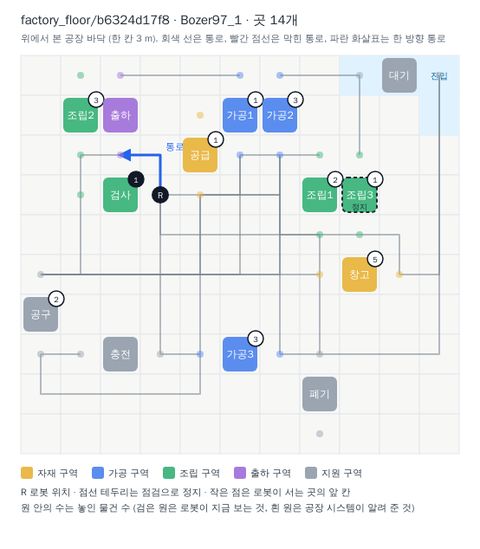 factory_floor/b6324d17f8 · Bozer97_1 · 곳 14개
위에서 본 공장 바닥 (한 칸 3 m). 회색 선은 통로, 빨간 점선은 막힌 통로, 파란 화살표는 한 방향 통로
대기
3
조립2
출하
1
가공1
3
가공2
통로
1
공급
1
검사
R
2
조립1
1
조립3
정지
5
창고
2
공구
충전
3
가공3
폐기
자재 구역
가공 구역
조립 구역
출하 구역
지원 구역
R 로봇 위치 · 점선 테두리는 점검으로 정지 · 작은 점은 로봇이 서는 곳의 앞 칸
원 안의 수는 놓인 물건 수 (검은 원은 로봇이 지금 보는 것, 흰 원은 공장 시스템이 알려 준 것)